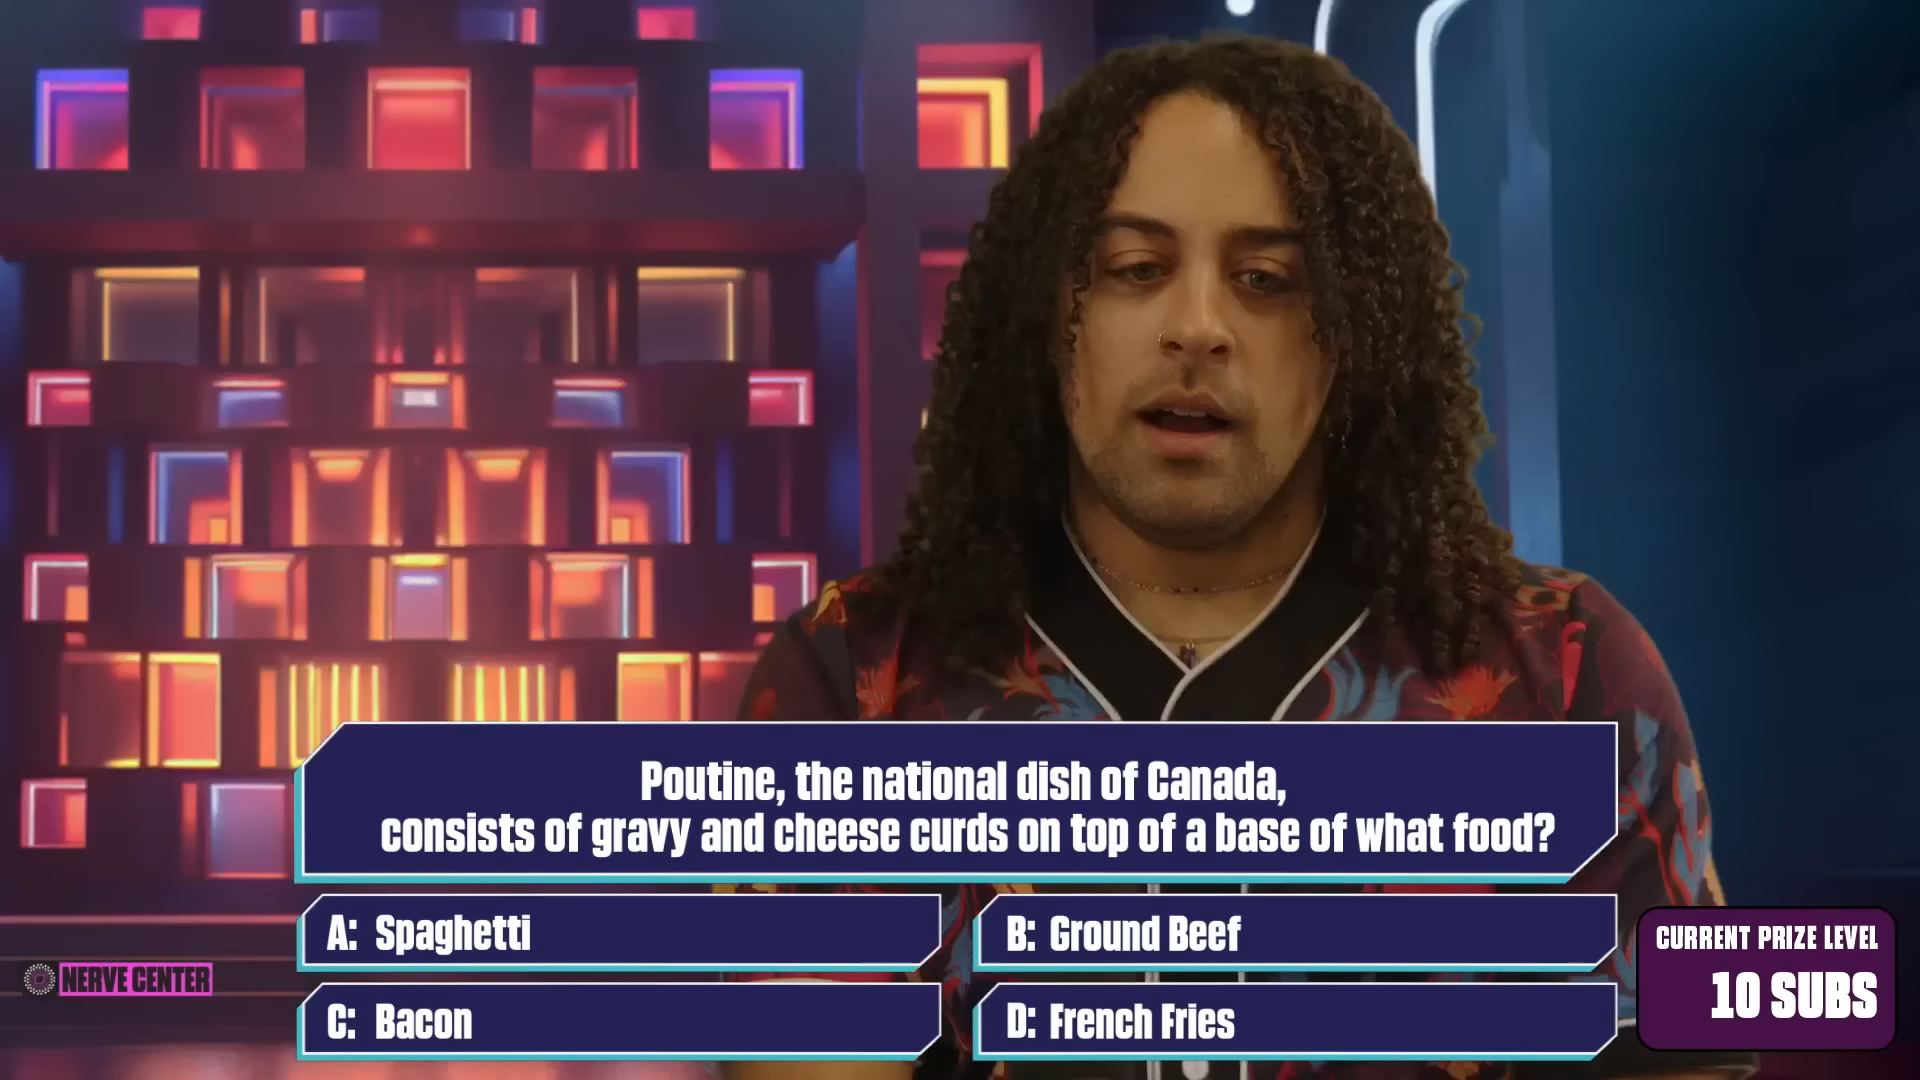 Poutine, the national dish of Canada,
consists of gravy and cheese curds on top of a base of what food?
A: Spaghetti
B: Ground Beef
C: Bacon
D: French Fries
CURRENT PRIZE LEVEL
10 SUBS
NERVE CENTER